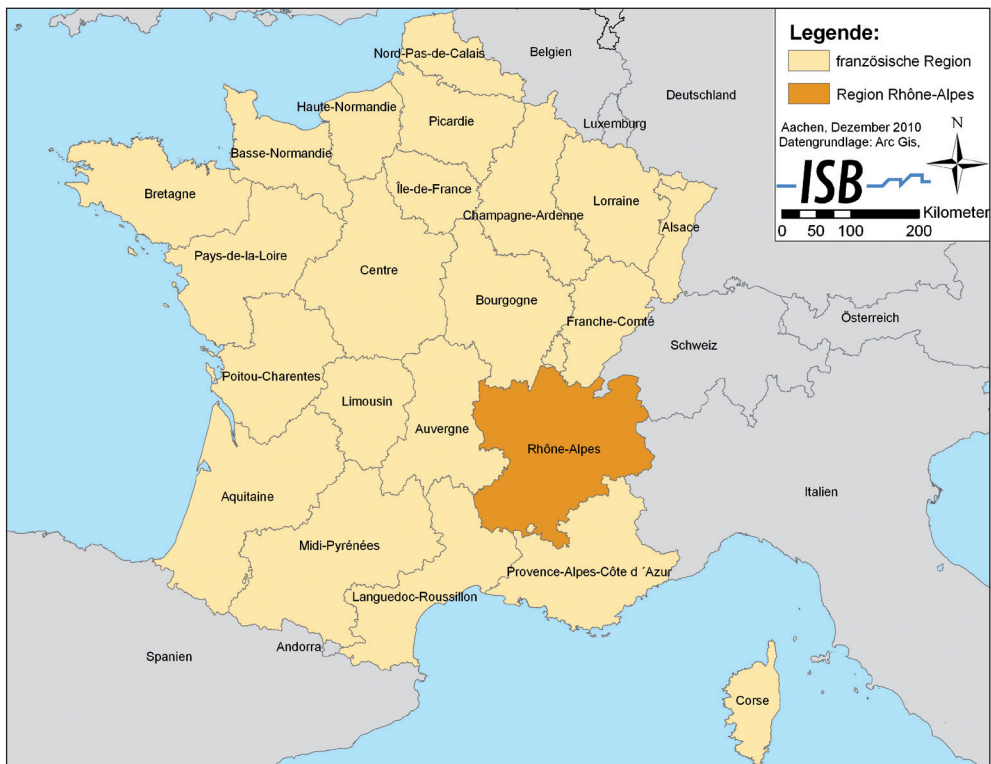 Legende:
französische Region
Region Rhône-Alpes
Aachen, Dezember 2010
Datengrundlage: Arc Gis,
N
ISB
Kilometer
0 50 100 200
Nord-Pas-de-Calais
Belgien
Deutschland
Haute-Normandie
Picardie
Luxemburg
Basse-Normandie
Bretagne
Île-de-France
Champagne-Ardenne
Lorraine
Alsace
Pays-de-la-Loire
Centre
Bourgogne
Franche-Comté
Österreich
Schweiz
Poitou-Charentes
Limousin
Auvergne
Rhône-Alpes
Italien
Aquitaine
Midi-Pyrénées
Provence-Alpes-Côte d ´Azur
Languedoc-Roussillon
Andorra
Spanien
Corse